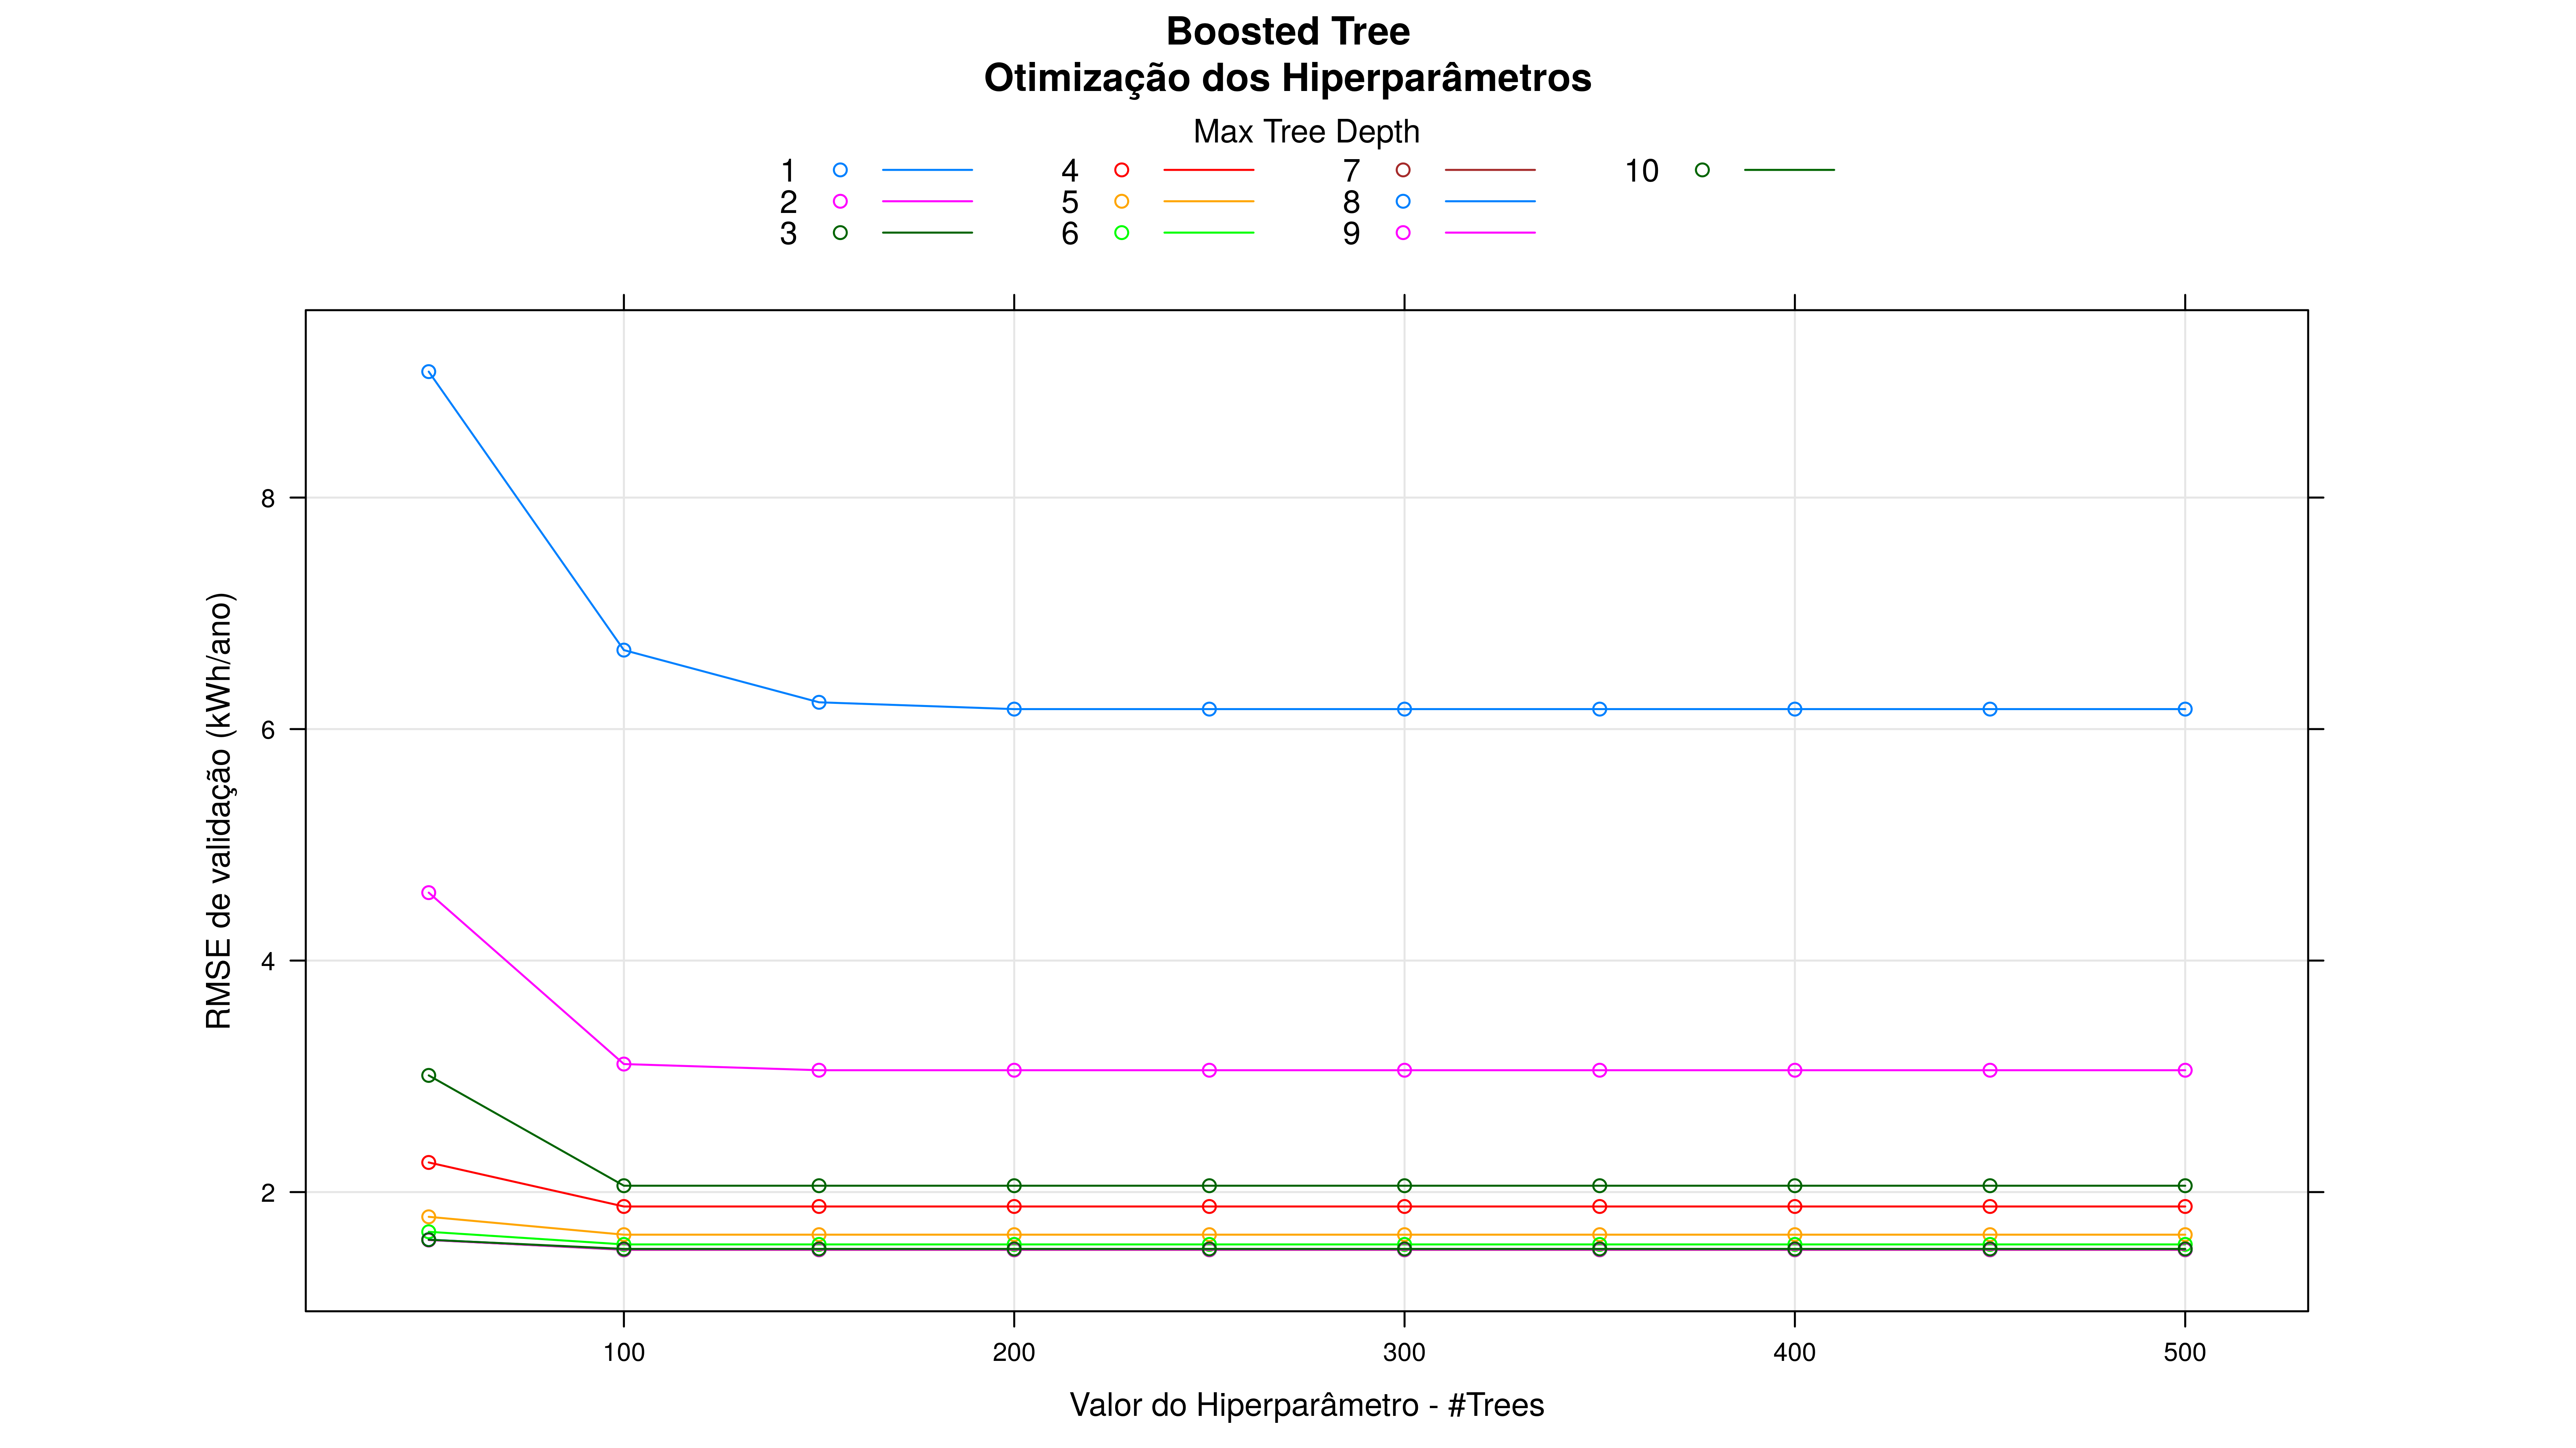 Boosted Tree
Otimização dos Hiperparâmetros
Max Tree Depth
1 4 7 10
2 5 8
3 6 9
8
6
4
2
RMSE de validação (kWh/ano)
100 200 300 400 500
Valor do Hiperparâmetro - #Trees